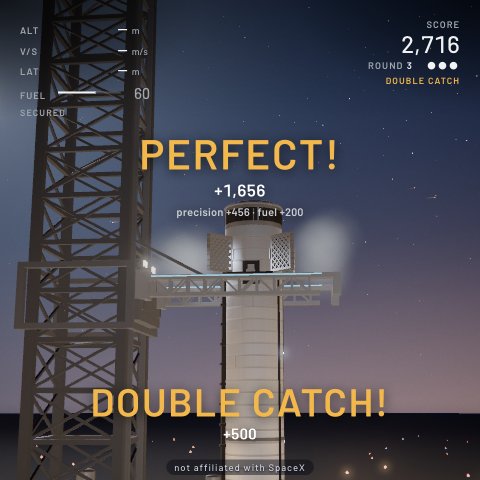 ALT — m
V/S — m/s
LAT — m
FUEL 60
SECURED
SCORE
2,716
ROUND 3
DOUBLE CATCH
PERFECT!
+1,656
precision +456 · fuel +200
DOUBLE CATCH!
+500
not affiliated with SpaceX